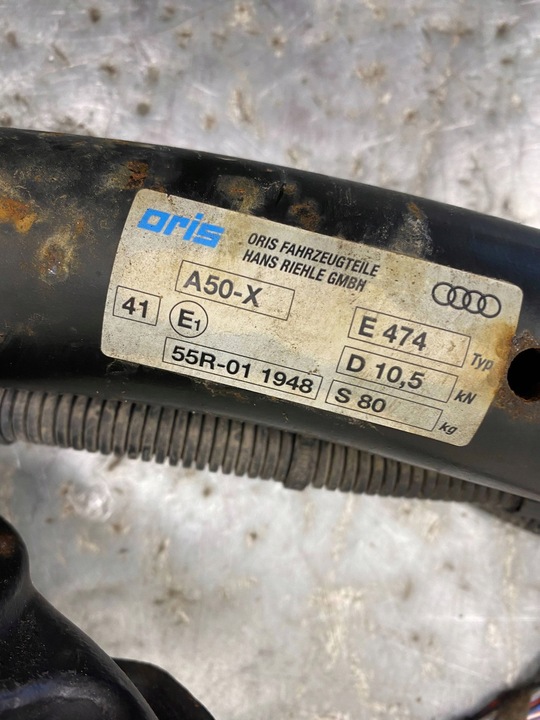 oris
ORIS FAHRZEUGTEILE
HANS RIEHLE GMBH
A50-X
41
E1
55R-01 1948
E 474 Typ
D 10,5 kN
S 80 kg